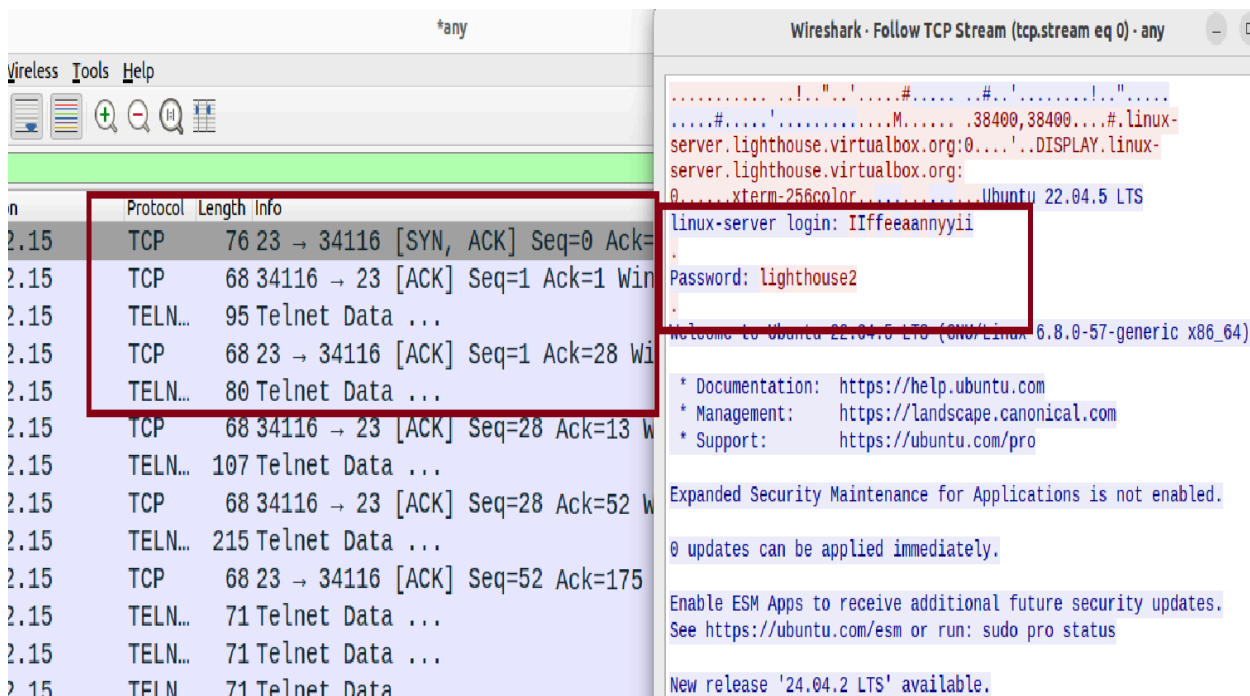 *any
Wireless Tools Help
Protocol Length Info
2.15 TCP 76 23 → 34116 [SYN, ACK] Seq=0 Ack=
2.15 TCP 68 34116 → 23 [ACK] Seq=1 Ack=1 Win
2.15 TELN… 95 Telnet Data ...
2.15 TCP 68 23 → 34116 [ACK] Seq=1 Ack=28 Wi
2.15 TELN… 80 Telnet Data ...
2.15 TCP 68 34116 → 23 [ACK] Seq=28 Ack=13 W
2.15 TELN… 107 Telnet Data ...
2.15 TCP 68 34116 → 23 [ACK] Seq=28 Ack=52 W
2.15 TELN… 215 Telnet Data ...
2.15 TCP 68 23 → 34116 [ACK] Seq=52 Ack=175
2.15 TELN… 71 Telnet Data ...
2.15 TELN… 71 Telnet Data ...
2.15 TELN 71 Telnet Data
Wireshark · Follow TCP Stream (tcp.stream eq 0) · any
........... ..!.."..'.....#..... ..#..'........!..".....
.....#.....'.............M...... .38400,38400....#.linux-
server.lighthouse.virtualbox.org:0....'..DISPLAY.linux-
server.lighthouse.virtualbox.org:
0......xterm-256color...............Ubuntu 22.04.5 LTS
linux-server login: IIffeeaannyyii
.
Password: lighthouse2
.
Welcome to Ubuntu 22.04.5 LTS (GNU/Linux 6.8.0-57-generic x86_64)
* Documentation: https://help.ubuntu.com
* Management: https://landscape.canonical.com
* Support: https://ubuntu.com/pro
Expanded Security Maintenance for Applications is not enabled.
0 updates can be applied immediately.
Enable ESM Apps to receive additional future security updates.
See https://ubuntu.com/esm or run: sudo pro status
New release '24.04.2 LTS' available.